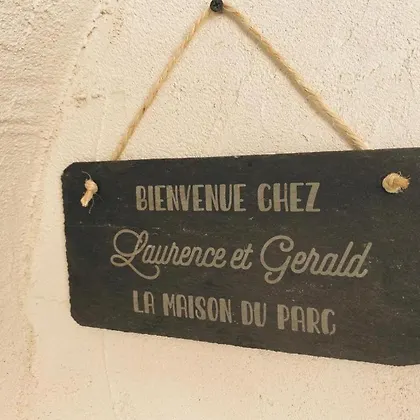 BIENVENUE CHEZ
Laurence et Gerald
LA MAISON DU PARC